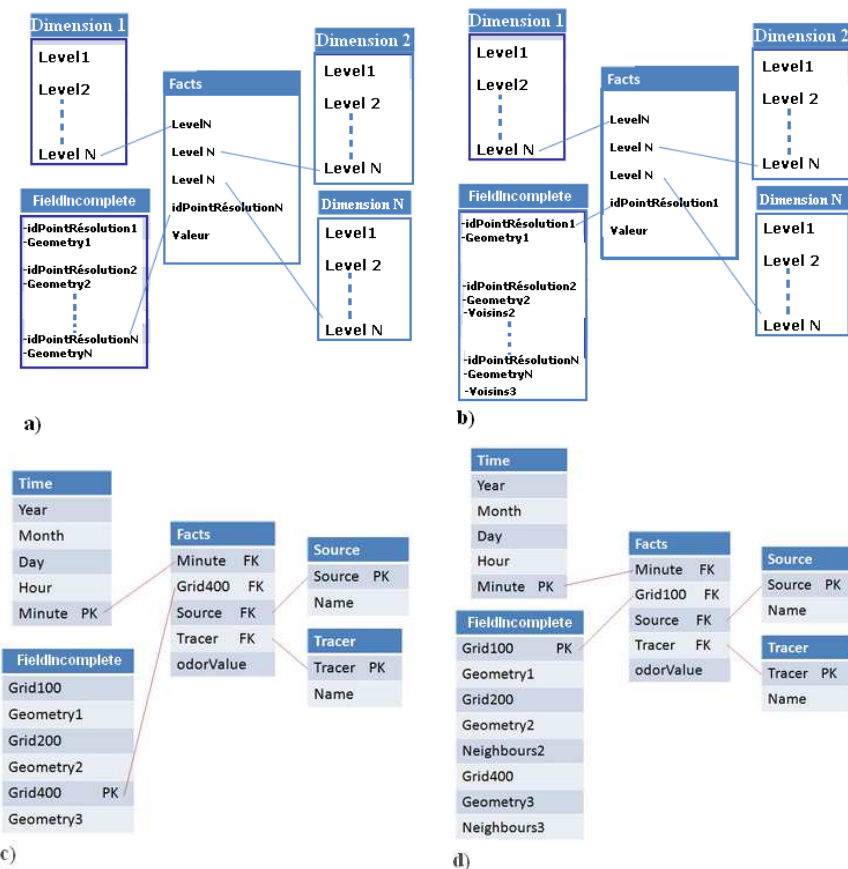 Dimension 1
Level1
Level2
Level N
Facts
LevelN
Level N
Level N
idPointRésolutionN
Valeur
Dimension 2
Level1
Level 2
Level N
FieldIncomplete
-idPointRésolution1
-Geometry1
-idPointRésolution2
-Geometry2
-idPointRésolutionN
-GeometryN
Dimension N
Level1
Level 2
Level N
a)
Dimension 1
Level1
Level2
Level N
Facts
LevelN
Level N
Level N
idPointRésolution1
Valeur
Dimension 2
Level1
Level 2
Level N
FieldIncomplete
-idPointRésolution1
-Geometry1
-idPointRésolution2
-Geometry2
-Voisins2
-idPointRésolutionN
-GeometryN
-Voisins3
Dimension N
Level1
Level 2
Level N
b)
Time
Year
Month
Day
Hour
Minute PK
Facts
Minute FK
Grid400 FK
Source FK
Tracer FK
odorValue
Source
Source PK
Name
Tracer
Tracer PK
Name
FieldIncomplete
Grid100
Geometry1
Grid200
Geometry2
Grid400 PK
Geometry3
c)
Time
Year
Month
Day
Hour
Minute PK
Facts
Minute FK
Grid100 FK
Source FK
Tracer FK
odorValue
Source
Source PK
Name
Tracer
Tracer PK
Name
FieldIncomplete
Grid100 PK
Geometry1
Grid200
Geometry2
Neighbours2
Grid400
Geometry3
Neighbours3
d)